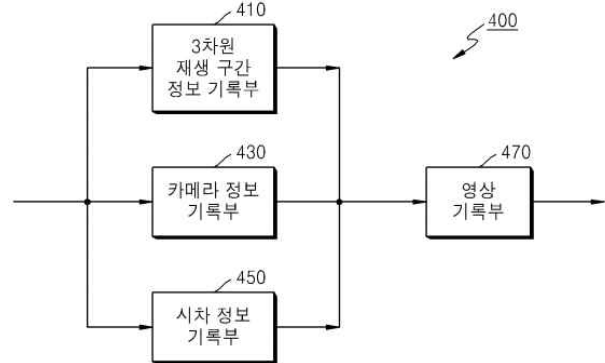 410
400
3차원
재생 구간
정보 기록부
430
470
카메라 정보
기록부
영상
기록부
450
시차 정보
기록부